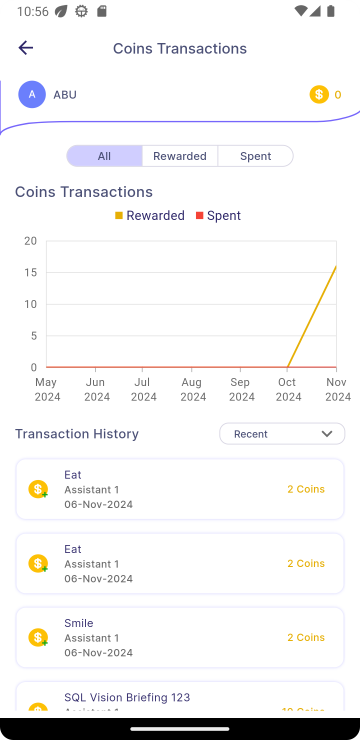 10:56
Coins Transactions
A ABU 0
All Rewarded Spent
Coins Transactions
Rewarded Spent
20
15
10
5
0
May Jun Jul Aug Sep Oct Nov
2024 2024 2024 2024 2024 2024 2024
Transaction History Recent
Eat
Assistant 1 2 Coins
06-Nov-2024
Eat
Assistant 1 2 Coins
06-Nov-2024
Smile
Assistant 1 2 Coins
06-Nov-2024
SQL Vision Briefing 123